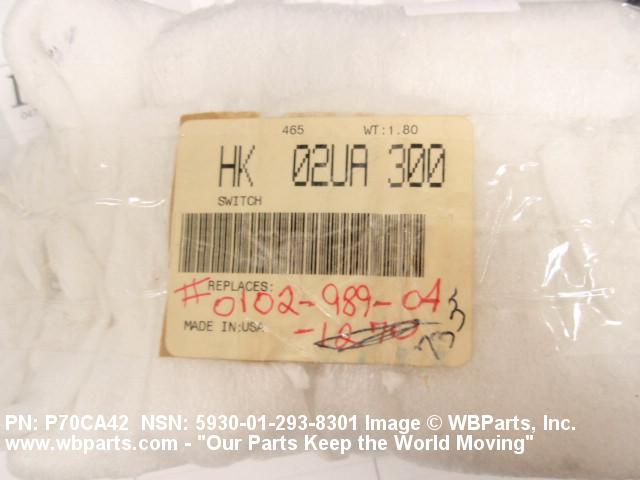 465 WT:1.80
HK 02UA 300
SWITCH
REPLACES:
#0102-989-04
MADE IN:USA
PN: P70CA42 NSN: 5930-01-293-8301 Image © WBParts, Inc.
www.wbparts.com - "Our Parts Keep the World Moving"